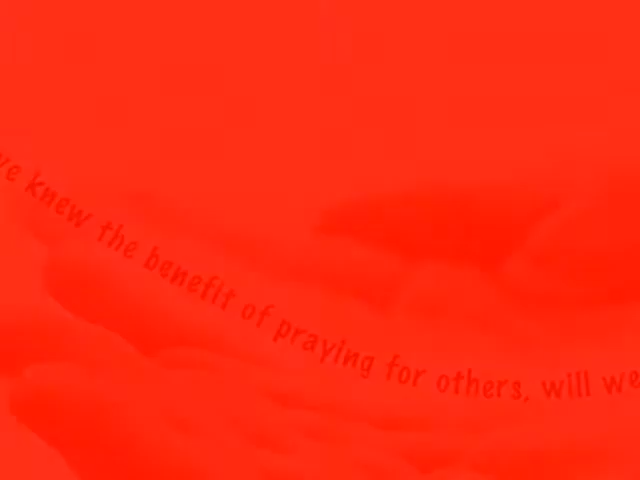 knew the benefit of praying for others, will we